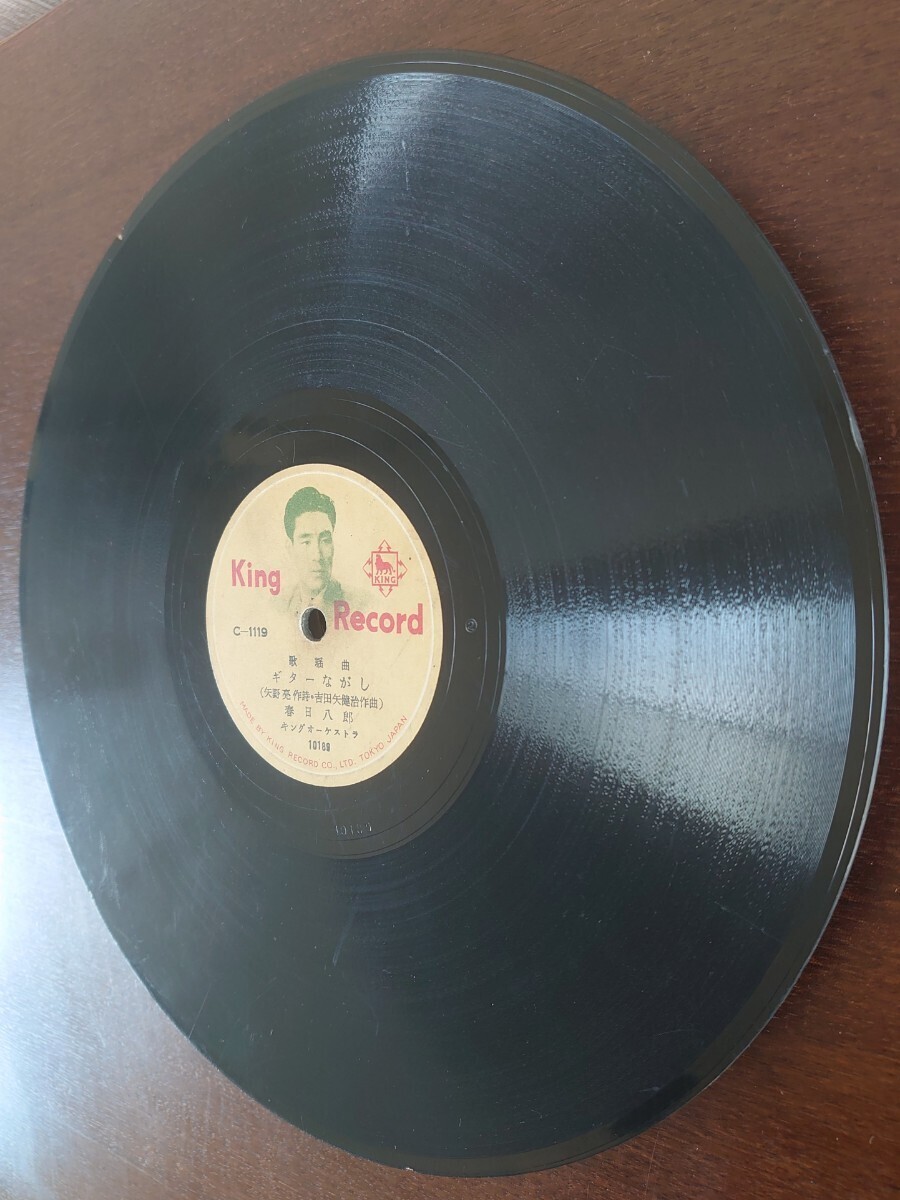 King
KING
Record
C-1119
歌謡曲
ギターながし
(矢野亮作詩・吉田矢健治作曲)
春日八郎
キングオーケストラ
10189
MADE BY KING RECORD CO., LTD. TOKYO JAPAN
10189